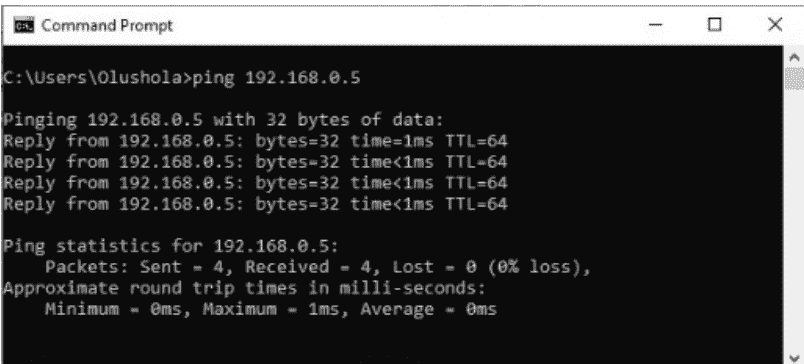 Command Prompt
C:\Users\Olushola>ping 192.168.0.5
Pinging 192.168.0.5 with 32 bytes of data:
Reply from 192.168.0.5: bytes=32 time=1ms TTL=64
Reply from 192.168.0.5: bytes=32 time<1ms TTL=64
Reply from 192.168.0.5: bytes=32 time<1ms TTL=64
Reply from 192.168.0.5: bytes=32 time<1ms TTL=64
Ping statistics for 192.168.0.5:
Packets: Sent = 4, Received = 4, Lost = 0 (0% loss),
Approximate round trip times in milli-seconds:
Minimum = 0ms, Maximum = 1ms, Average = 0ms